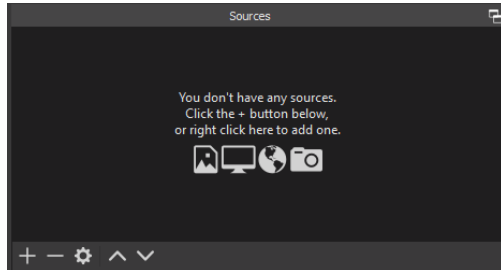 Sources
You don't have any sources.
Click the + button below,
or right click here to add one.